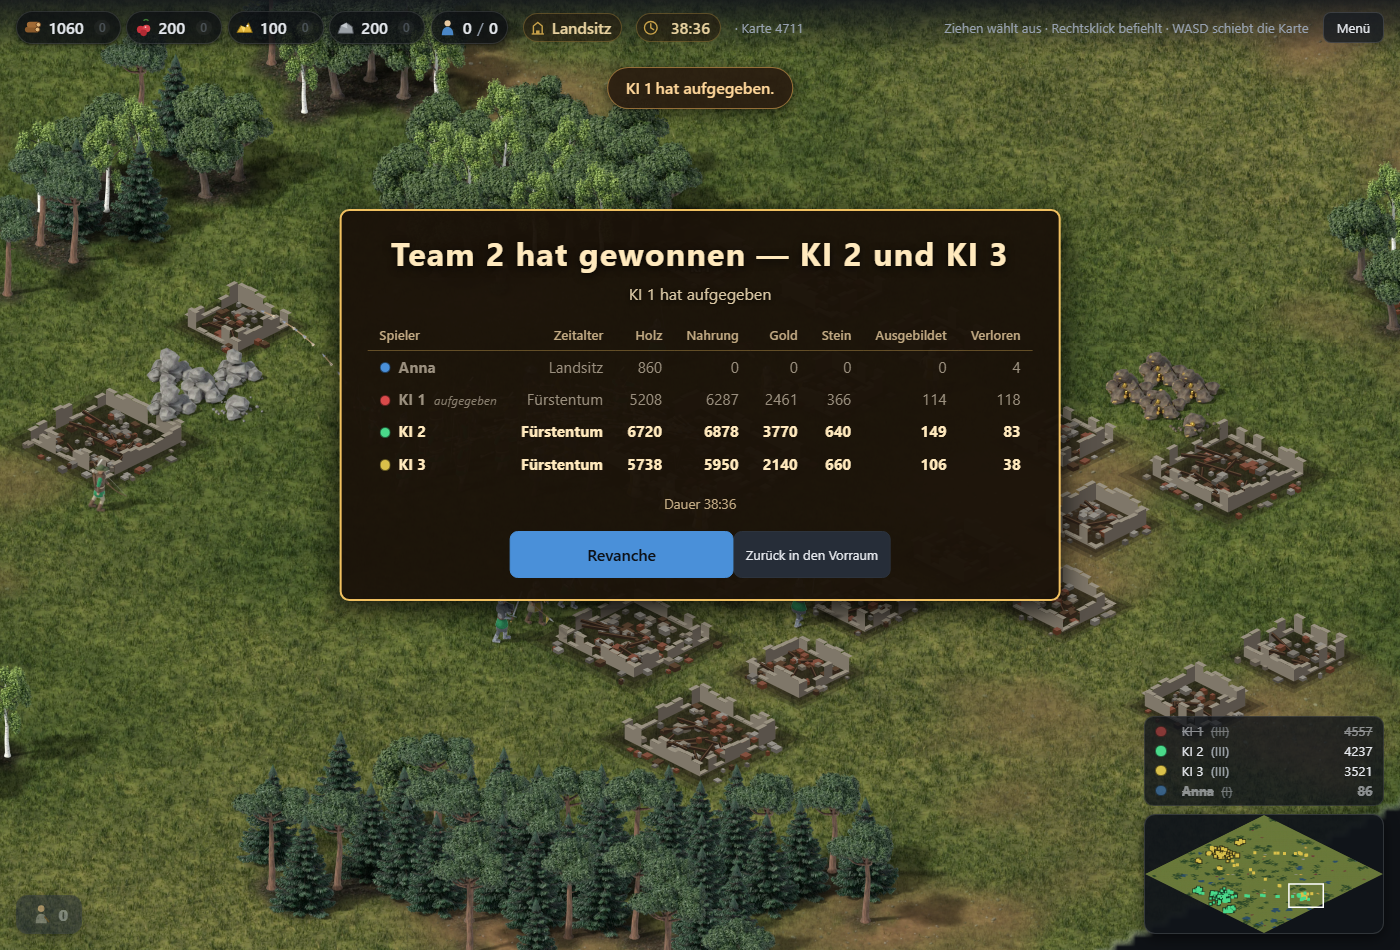 1060 0 200 0 100 0 200 0 0 / 0 Landsitz 38:36 · Karte 4711 Ziehen wählt aus · Rechtsklick befiehlt · WASD schiebt die Karte Menü
KI 1 hat aufgegeben.
Team 2 hat gewonnen — KI 2 und KI 3
KI 1 hat aufgegeben
Spieler Zeitalter Holz Nahrung Gold Stein Ausgebildet Verloren
Anna Landsitz 860 0 0 0 0 4
KI 1 aufgegeben Fürstentum 5208 6287 2461 366 114 118
KI 2 Fürstentum 6720 6878 3770 640 149 83
KI 3 Fürstentum 5738 5950 2140 660 106 38
Dauer 38:36
Revanche Zurück in den Vorraum
KI 1 (III) 4557
KI 2 (III) 4237
KI 3 (III) 3521
Anna (I) 86
0